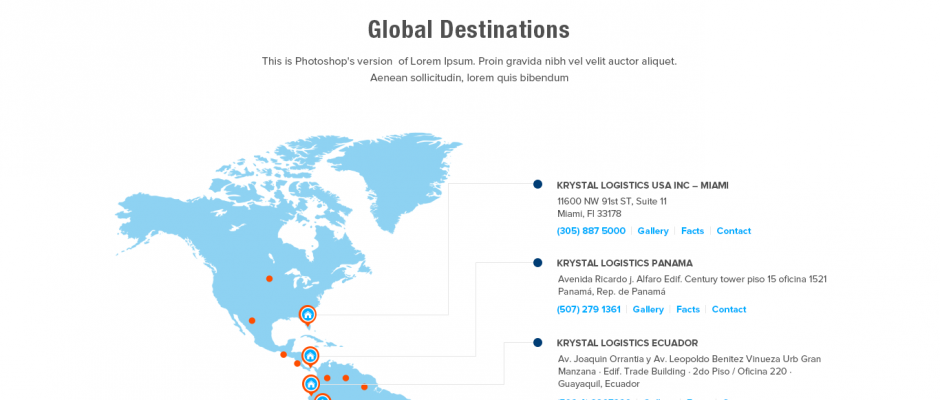 Global Destinations
This is Photoshop's version of Lorem Ipsum. Proin gravida nibh vel velit auctor aliquet.
Aenean sollicitudin, lorem quis bibendum
KRYSTAL LOGISTICS USA INC – MIAMI
11600 NW 91st ST, Suite 11
Miami, Fl 33178
(305) 887 5000 | Gallery | Facts | Contact
KRYSTAL LOGISTICS PANAMA
Avenida Ricardo j. Alfaro Edif. Century tower piso 15 oficina 1521
Panamá, Rep. de Panamá
(507) 279 1361 | Gallery | Facts | Contact
KRYSTAL LOGISTICS ECUADOR
Av. Joaquin Orrantia y Av. Leopoldo Benitez Vinueza Urb Gran
Manzana · Edif. Trade Building · 2do Piso / Oficina 220 ·
Guayaquil, Ecuador